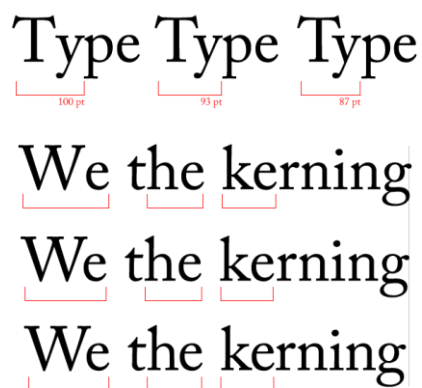 Type Type Type
100 pt 93 pt 87 pt
We the kerning
We the kerning
We the kerning